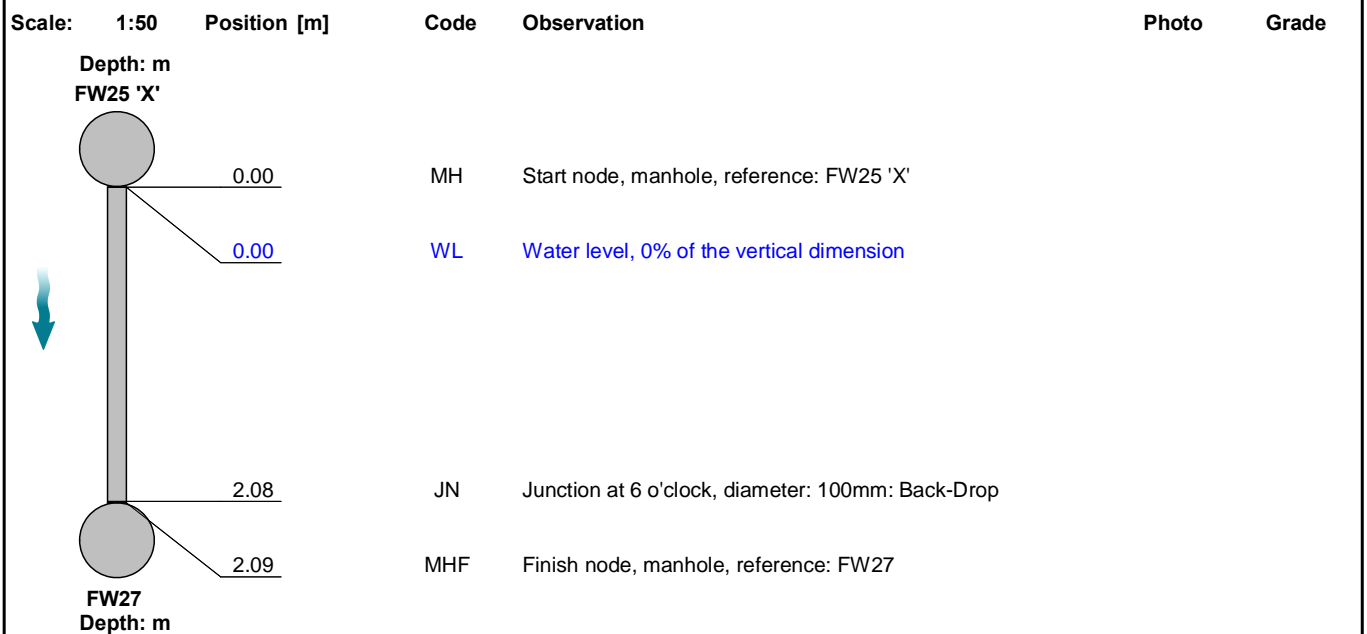 Scale: 1:50 Position [m] Code Observation Photo Grade
Depth: m
FW25 'X'
0.00 MH Start node, manhole, reference: FW25 'X'
0.00 WL Water level, 0% of the vertical dimension
2.08 JN Junction at 6 o'clock, diameter: 100mm: Back-Drop
2.09 MHF Finish node, manhole, reference: FW27
FW27
Depth: m